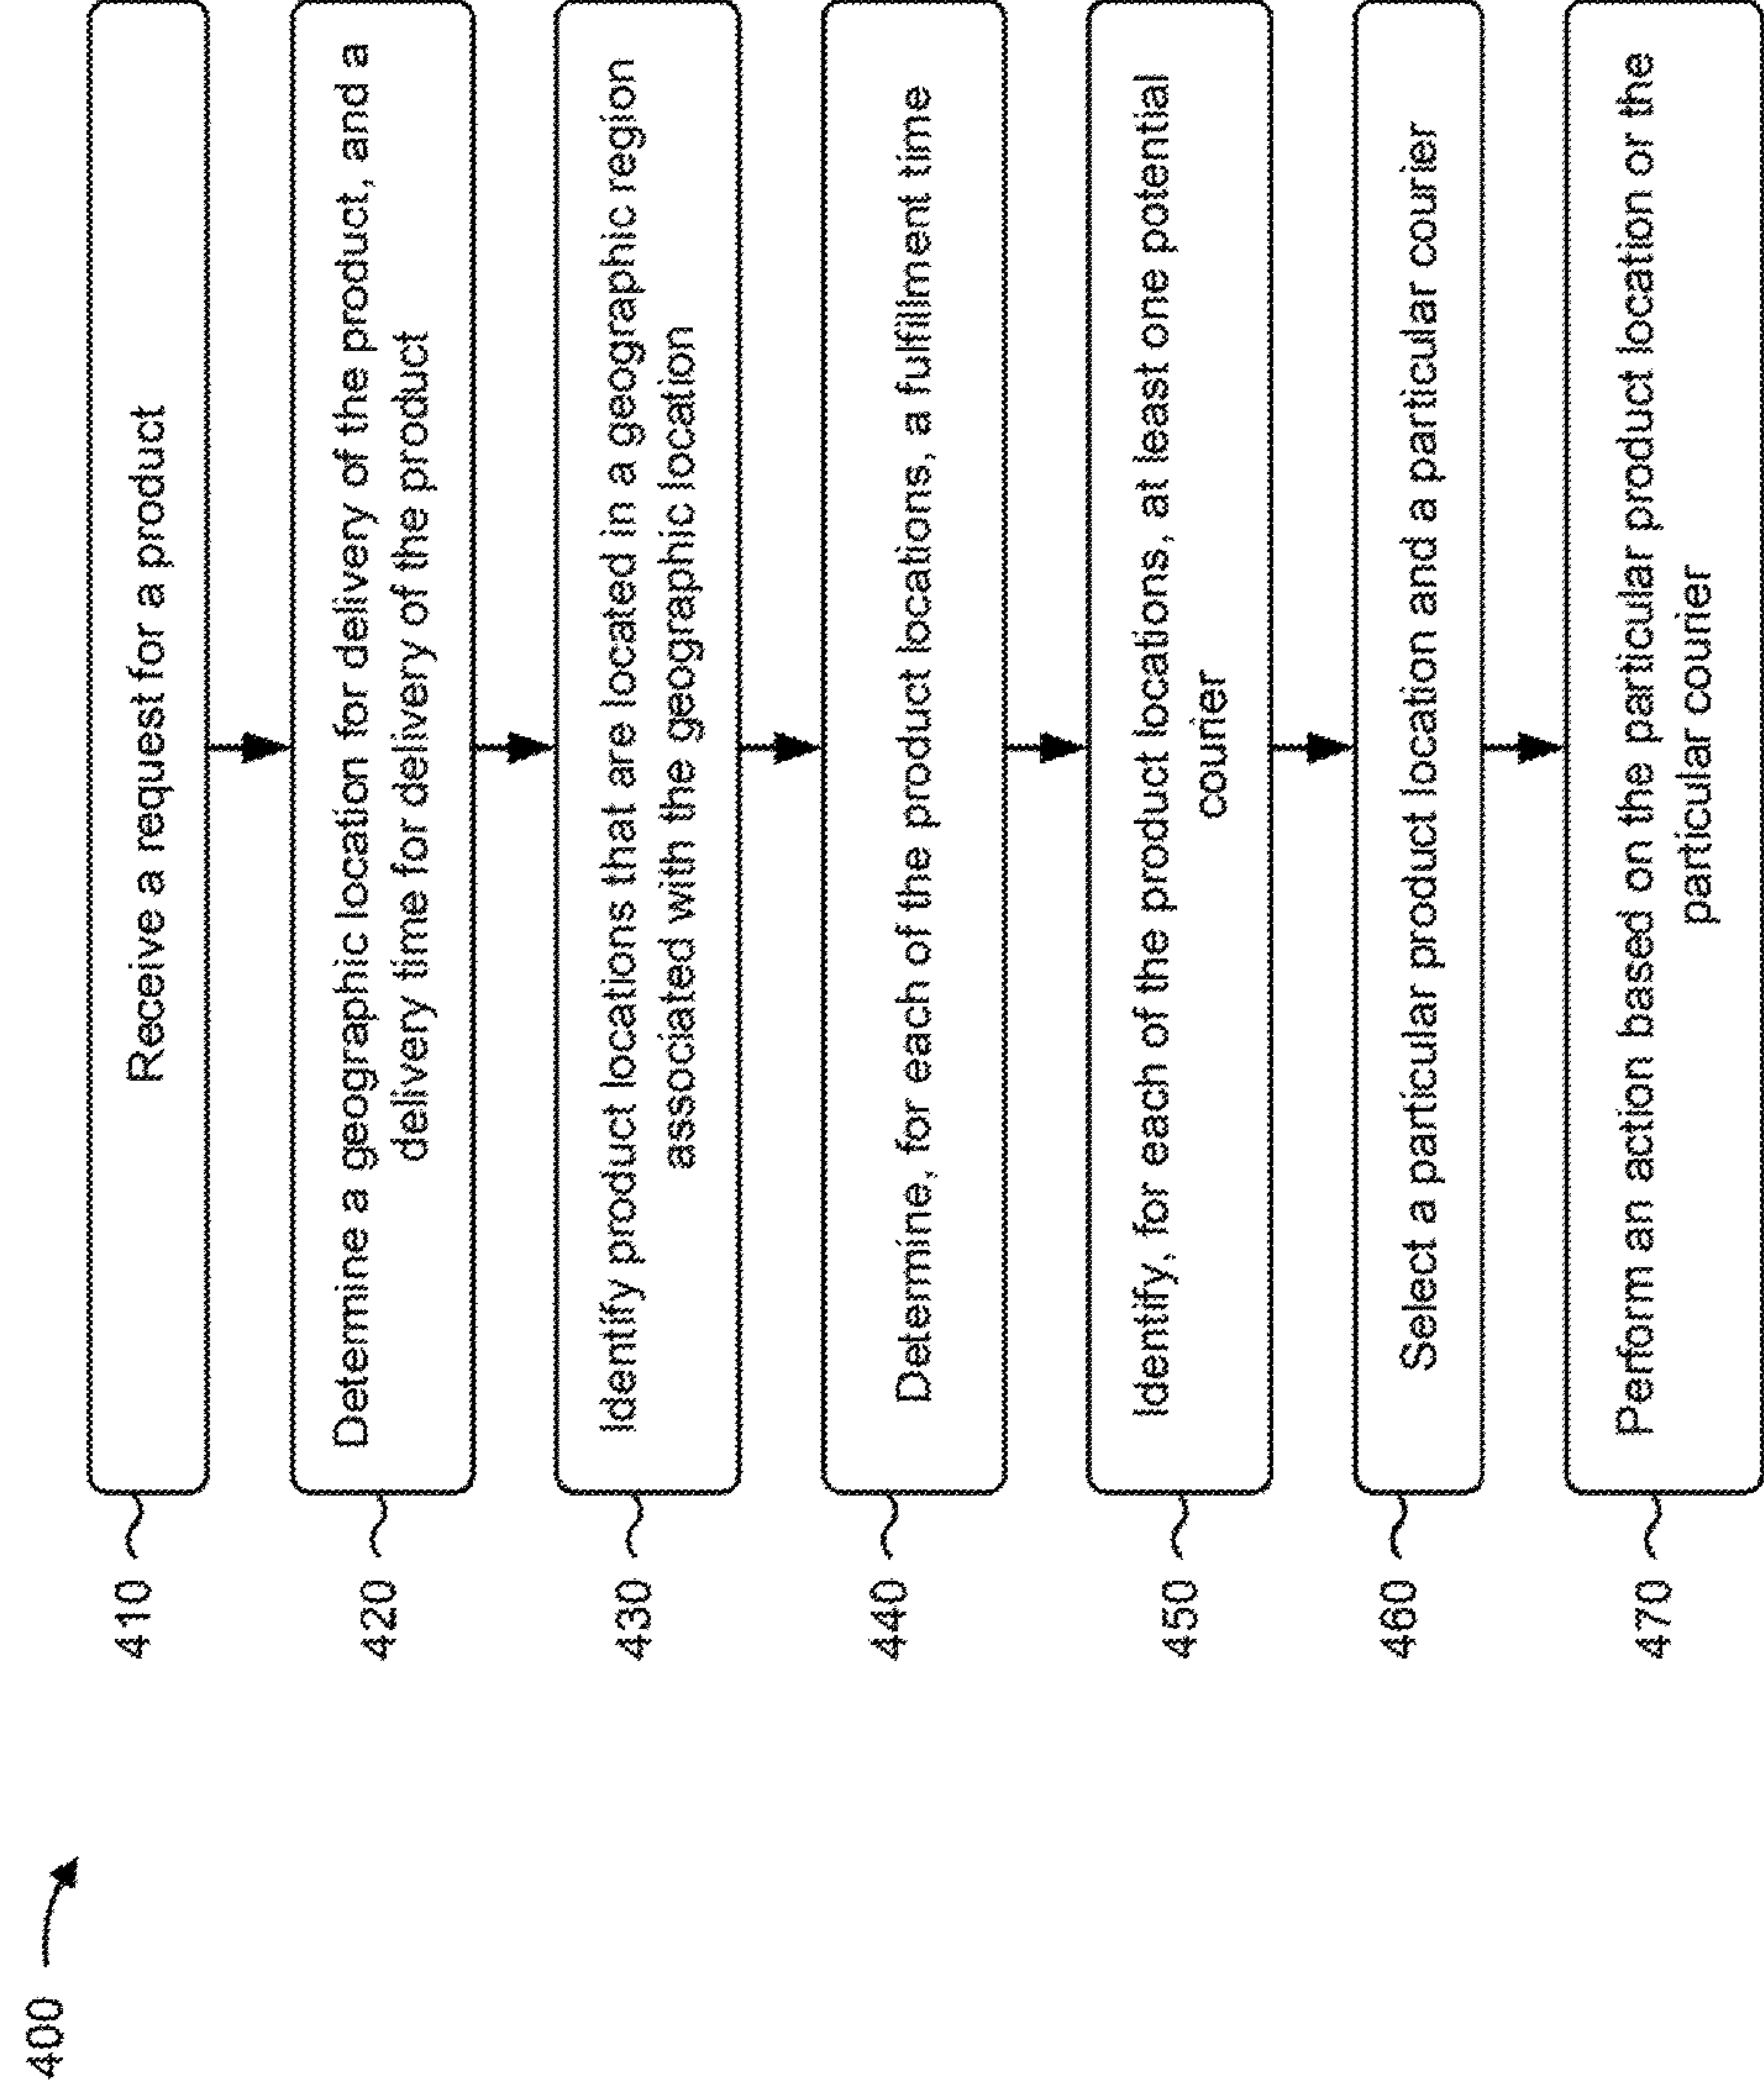 400
410
Receive a request for a product
420
Determine a geographic location for delivery of the product, and a
delivery time for delivery of the product
430
Identify product locations that are located in a geographic region
associated with the geographic location
440
Determine, for each of the product locations, a fulfillment time
450
Identify, for each of the product locations, at least one potential
courier
460
Select a particular product location and a particular courier
470
Perform an action based on the particular product location or the
particular courier